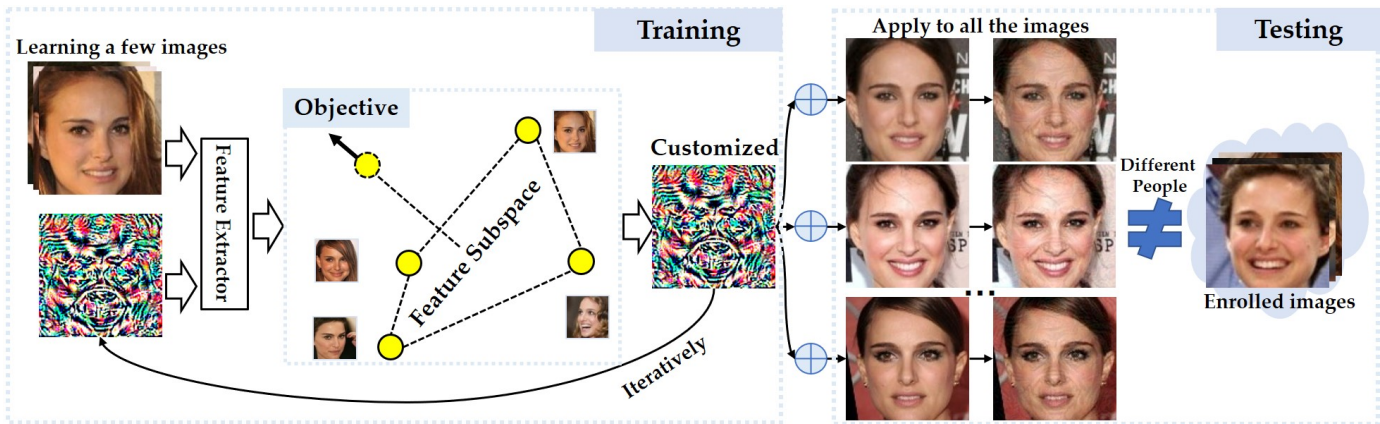 Training
Learning a few images
Feature Extractor
Objective
Feature Subspace
Customized
Iteratively
Testing
Apply to all the images
...
Different
People
Enrolled images